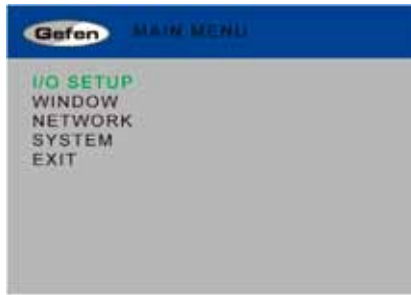 Gefen MAIN MENU
I/O SETUP
WINDOW
NETWORK
SYSTEM
EXIT